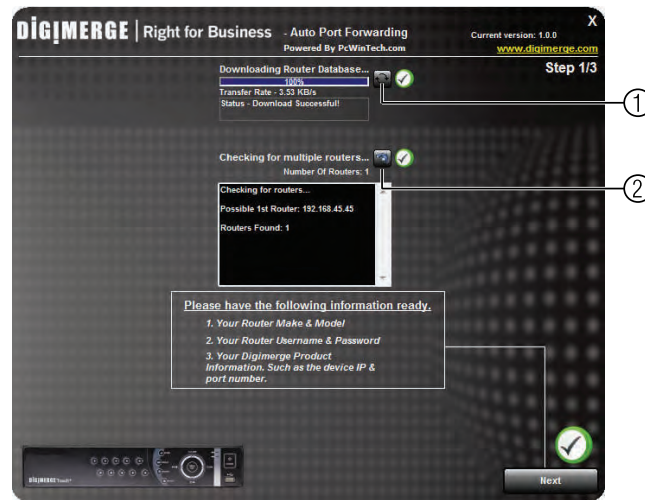 DIGIMERGE Right for Business - Auto Port Forwarding
Powered By PcWinTech.com
X
Current version: 1.0.0
www.digimerge.com
Step 1/3
Downloading Router Database...
100%
Transfer Rate - 3.53 KB/s
Status - Download Successful!
1
Checking for multiple routers...
Number Of Routers: 1
2
Checking for routers...
Possible 1st Router: 192.168.45.45
Routers Found: 1
Please have the following information ready.
1. Your Router Make & Model
2. Your Router Username & Password
3. Your Digimerge Product
Information. Such as the device IP &
port number.
DIGIMERGE Touch
Next